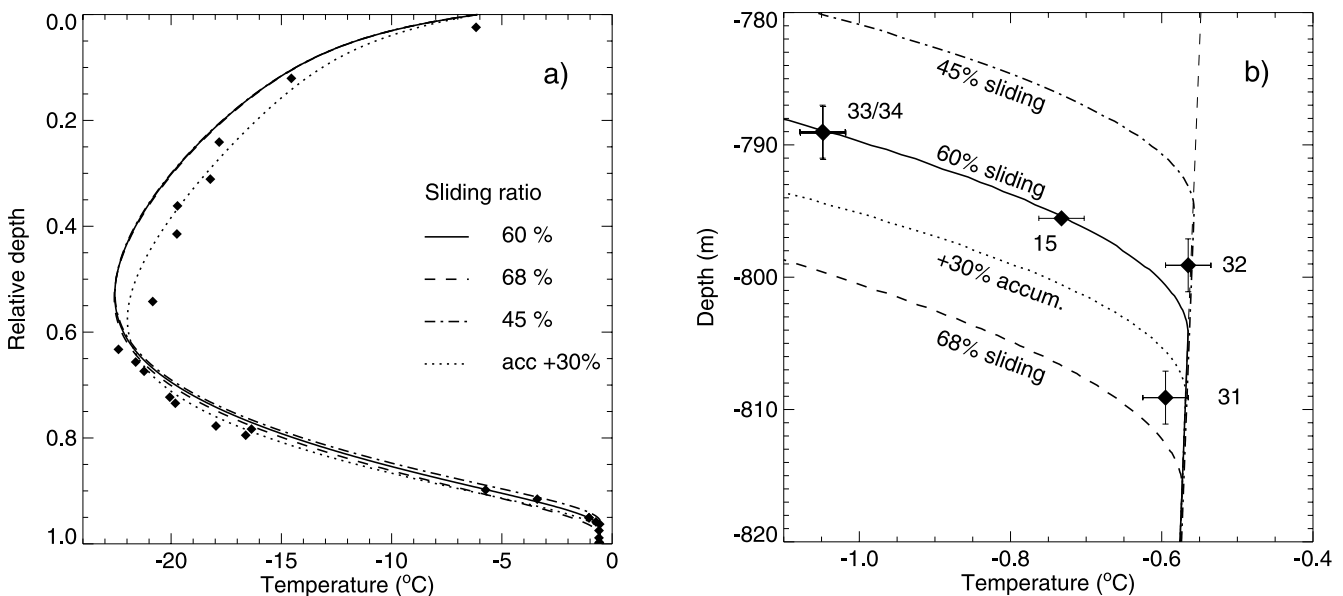 0.0
0.2
0.4
0.6
0.8
1.0
Relative depth
a)
Sliding ratio
60 %
68 %
45 %
acc +30%
-20
-15
-10
-5
0
Temperature (°C)
-780
-790
-800
-810
-820
Depth (m)
b)
45% sliding
33/34
60% sliding
15
32
+30% accum.
68% sliding
31
-1.0
-0.8
-0.6
-0.4
Temperature (°C)